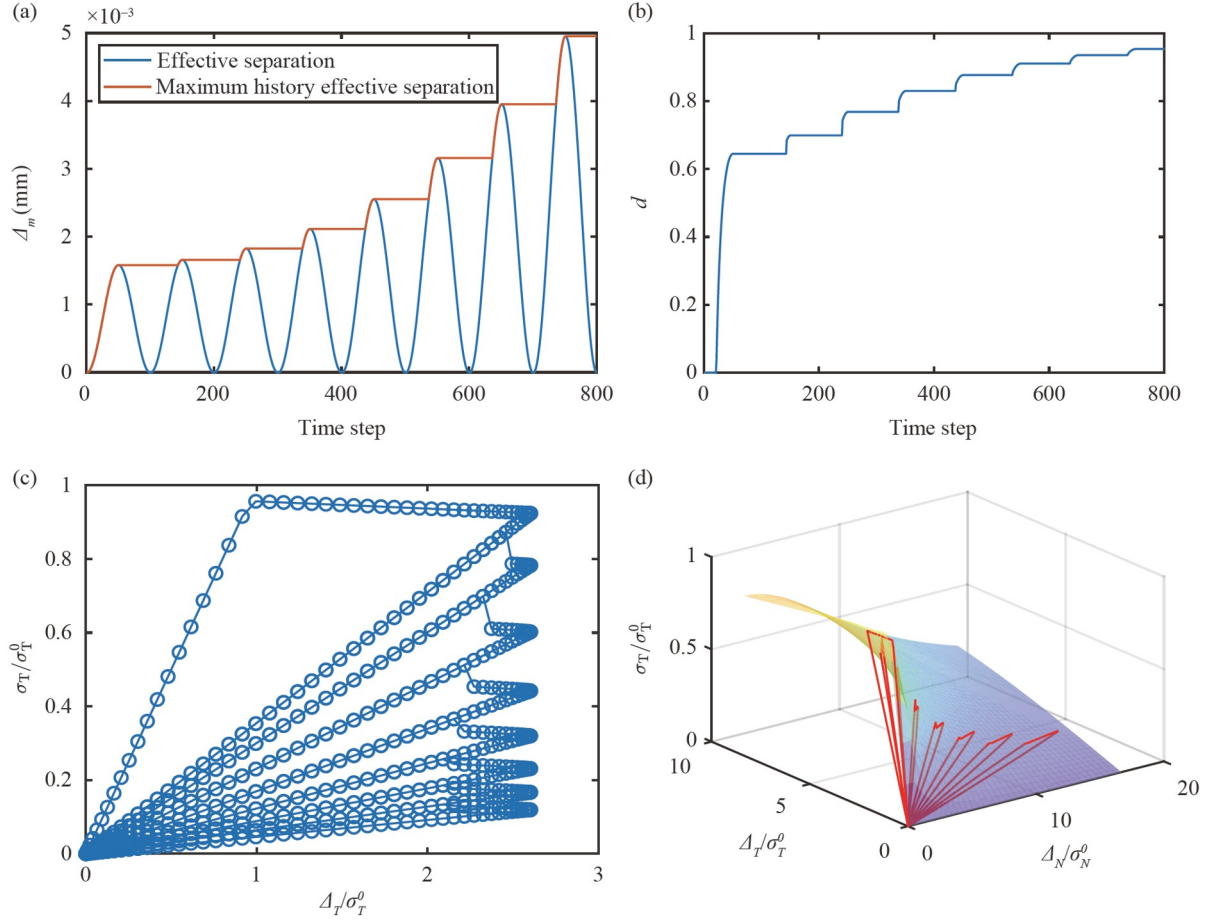 (a)
×10⁻³
5
4
3
2
1
0
Δm (mm)
Effective separation
Maximum history effective separation
0
200
400
600
800
Time step
(b)
1
0.8
0.6
0.4
0.2
0
d
0
200
400
600
800
Time step
(c)
1
0.8
0.6
0.4
0.2
0
σT/σT⁰
0
1
2
3
ΔT/σT⁰
(d)
1
0.5
0
σT/σT⁰
10
5
0
ΔT/σT⁰
0
10
20
ΔN/σN⁰